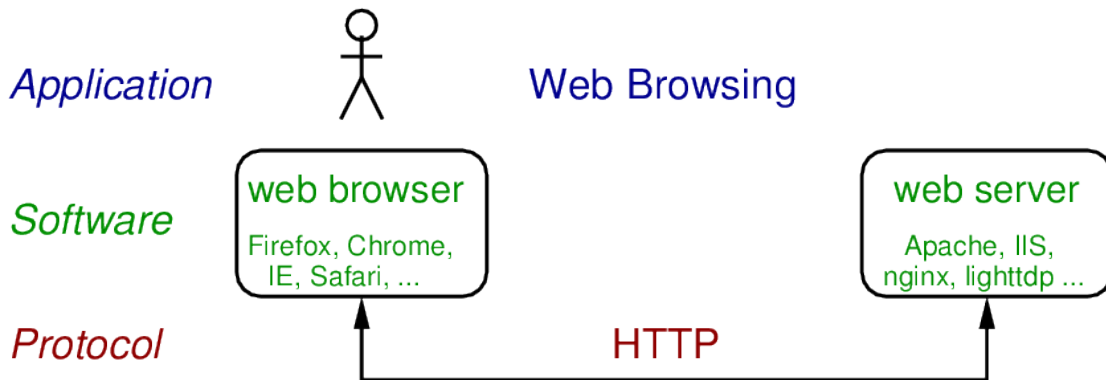 Application
Web Browsing
Software
web browser
Firefox, Chrome,
IE, Safari, ...
web server
Apache, IIS,
nginx, lighttdp ...
Protocol
HTTP